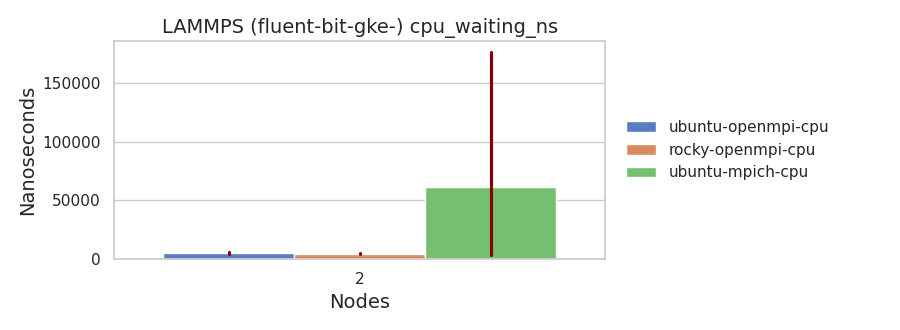 LAMMPS (fluent-bit-gke-) cpu_waiting_ns
Nanoseconds
150000
100000
50000
0
2
Nodes
ubuntu-openmpi-cpu
rocky-openmpi-cpu
ubuntu-mpich-cpu